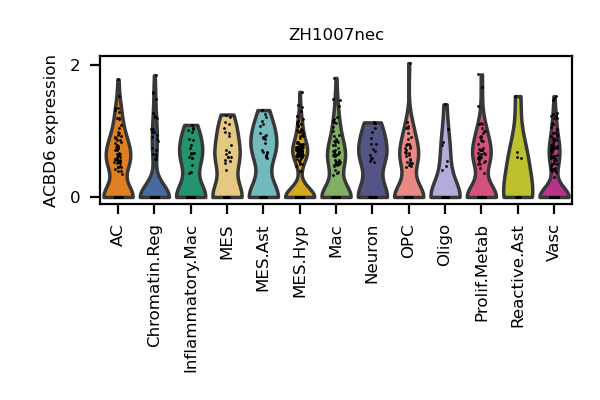 ZH1007nec
ACBD6 expression
2
0
AC
Chromatin.Reg
Inflammatory.Mac
MES
MES.Ast
MES.Hyp
Mac
Neuron
OPC
Oligo
Prolif.Metab
Reactive.Ast
Vasc